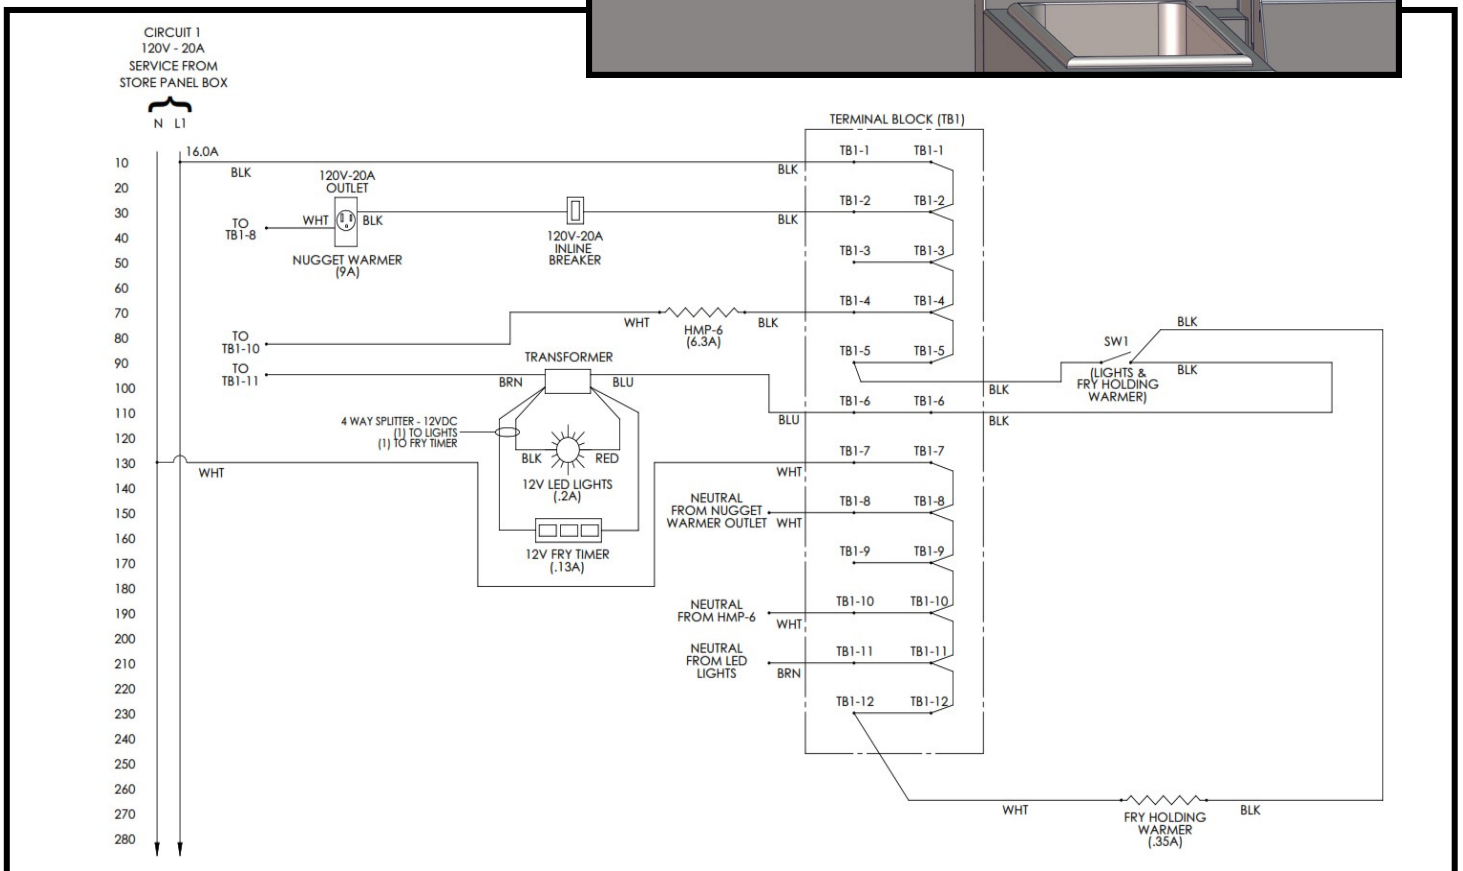 CIRCUIT 1
120V - 20A
SERVICE FROM
STORE PANEL BOX
N L1
16.0A
10
20
30
40
50
60
70
80
90
100
110
120
130
140
150
160
170
180
190
200
210
220
230
240
250
260
270
280
BLK
120V-20A
OUTLET
TO
TB1-8
WHT
BLK
NUGGET WARMER
(9A)
120V-20A
INLINE
BREAKER
BLK
BLK
TO
TB1-10
WHT
HMP-6
(6.3A)
BLK
TO
TB1-11
TRANSFORMER
BRN
BLU
4 WAY SPLITTER - 12VDC
(1) TO LIGHTS
(1) TO FRY TIMER
BLK
RED
12V LED LIGHTS
(.2A)
12V FRY TIMER
(.13A)
WHT
BLU
WHT
NEUTRAL
FROM NUGGET
WARMER OUTLET
WHT
NEUTRAL
FROM HMP-6
WHT
NEUTRAL
FROM LED
LIGHTS
BRN
TERMINAL BLOCK (TB1)
TB1-1 TB1-1
TB1-2 TB1-2
TB1-3 TB1-3
TB1-4 TB1-4
TB1-5 TB1-5
TB1-6 TB1-6
TB1-7 TB1-7
TB1-8 TB1-8
TB1-9 TB1-9
TB1-10 TB1-10
TB1-11 TB1-11
TB1-12 TB1-12
BLK
BLK
SW1
(LIGHTS &
FRY HOLDING
WARMER)
BLK
BLK
WHT
FRY HOLDING
WARMER
(.35A)
BLK